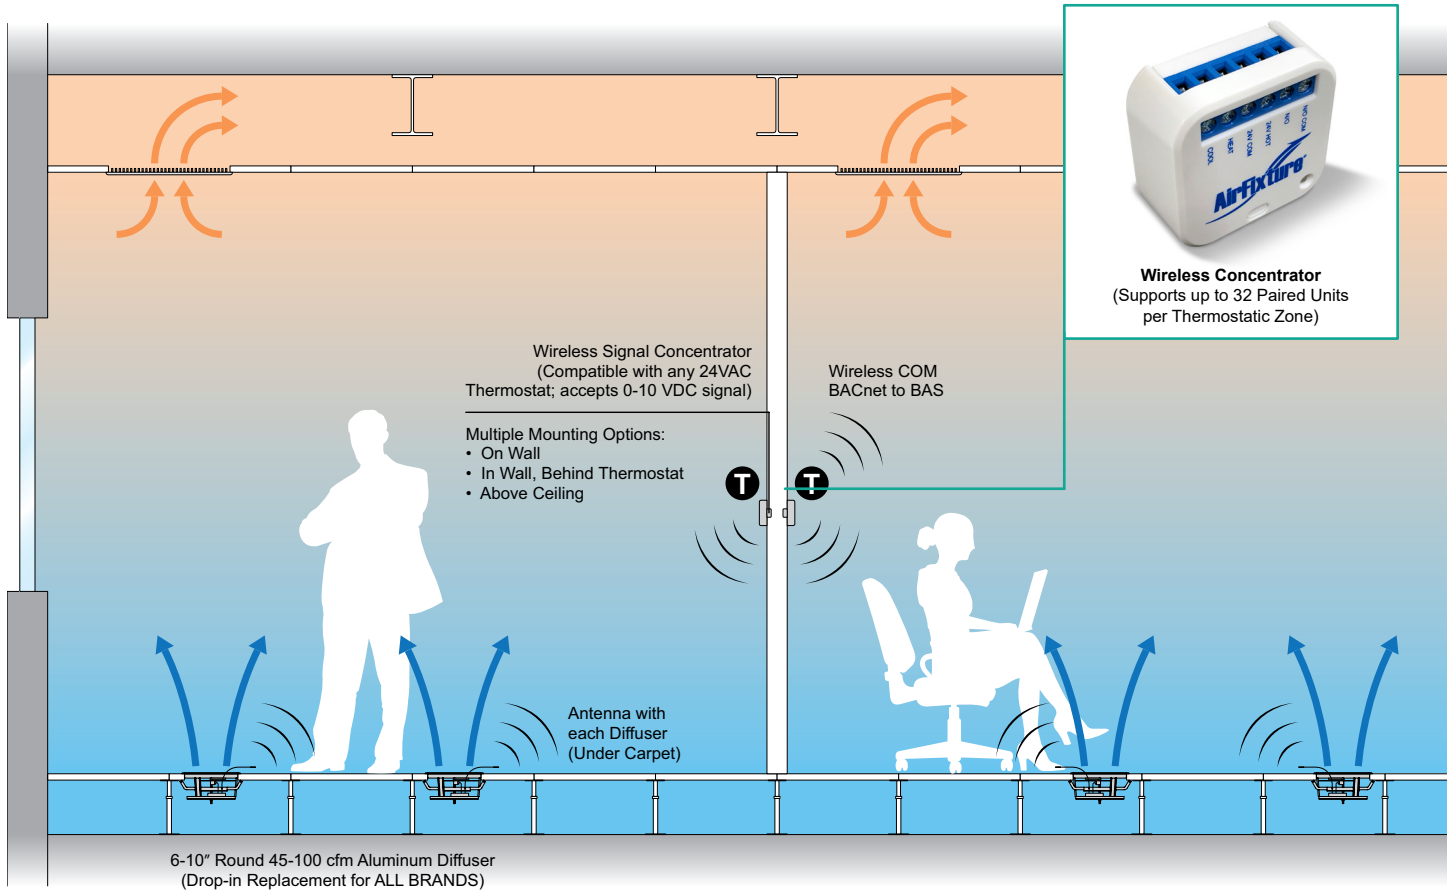 COOL
HEAT
24V COM
24V HOT
N/O
N/O COM
AirFixture
Wireless Concentrator
(Supports up to 32 Paired Units
per Thermostatic Zone)
Wireless Signal Concentrator
(Compatible with any 24VAC
Thermostat; accepts 0-10 VDC signal)
Multiple Mounting Options:
• On Wall
• In Wall, Behind Thermostat
• Above Ceiling
Wireless COM
BACnet to BAS
T
T
Antenna with
each Diffuser
(Under Carpet)
6-10″ Round 45-100 cfm Aluminum Diffuser
(Drop-in Replacement for ALL BRANDS)